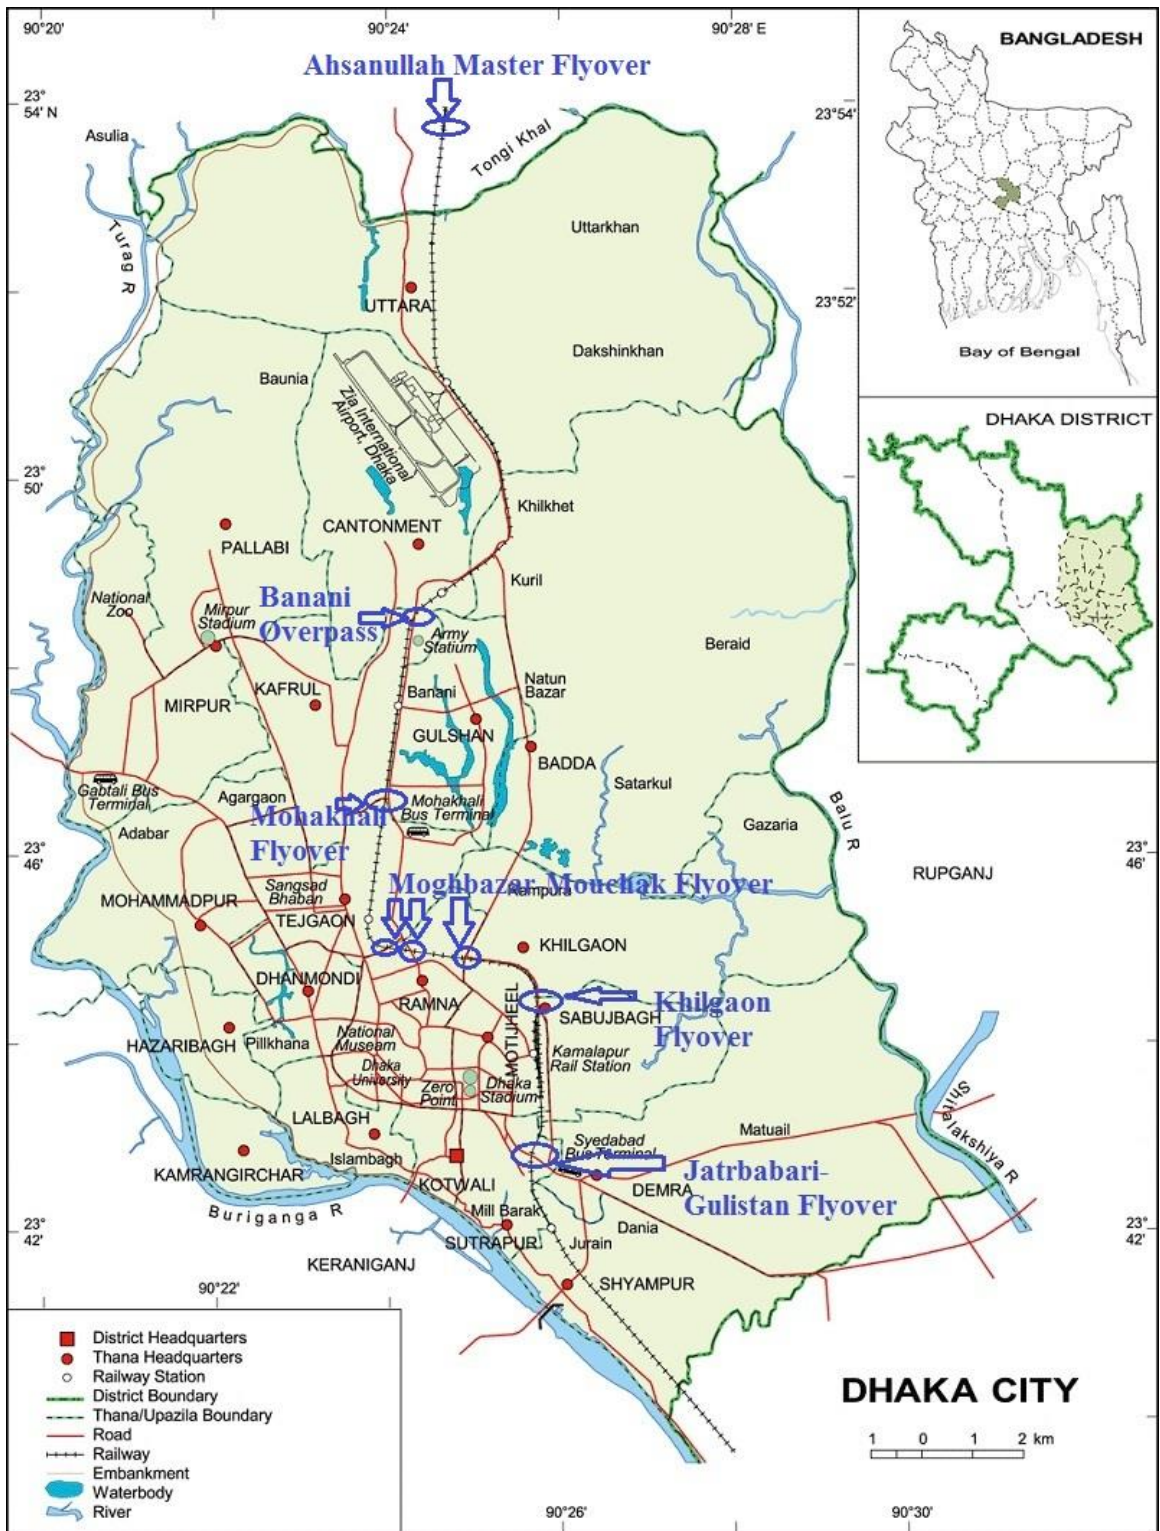 90°20'
90°24'
90°28' E
BANGLADESH
Ahsanullah Master Flyover
23°
54' N
23°54'
Asulia
Tongi Khal
Turag R
Uttarkhan
23°52'
UTTARA
Dakshinkhan
Bay of Bengal
Baunia
Zia International
Airport, Dhaka
DHAKA DISTRICT
23°
50'
Khilkhet
CANTONMENT
PALLABI
Kuril
National
Zoo
Mirpur
Stadium
Banani
Overpass
Army
Statium
Beraid
KAFRUL
Banani
Natun
Bazar
MIRPUR
GULSHAN
BADDA
Satarkul
Gabtali Bus
Terminal
Agargaon
Mohakhali
Bus Terminal
Mohakhali
Flyover
Adabar
Gazaria
Balu R
23°
46'
23°
46'
RUPGANJ
Moghbazar Mouchak Flyover
Rampura
Sangsad
Bhaban
MOHAMMADPUR
TEJGAON
KHILGAON
DHANMONDI
RAMNA
MOTIJHEEL
Khilgaon
Flyover
SABUJBAGH
HAZARIBAGH
Pillkhana
National
Museam
Kamalapur
Rail Station
Dhaka
University
Zero
Point
Dhaka
Stadium
LALBAGH
Matuail
Shitalakshiya R
Syedabad
Bus Terminal
Islambagh
KAMRANGIRCHAR
KOTWALI
DEMRA
Jatrbabari-
Gulistan Flyover
Buriganga R
Mill Barak
Dania
23°
42'
23°
42'
SUTRAPUR
Jurain
KERANIGANJ
SHYAMPUR
90°22'
District Headquarters
Thana Headquarters
Railway Station
District Boundary
Thana/Upazila Boundary
Road
Railway
Embankment
Waterbody
River
DHAKA CITY
1 0 1 2 km
90°26'
90°30'